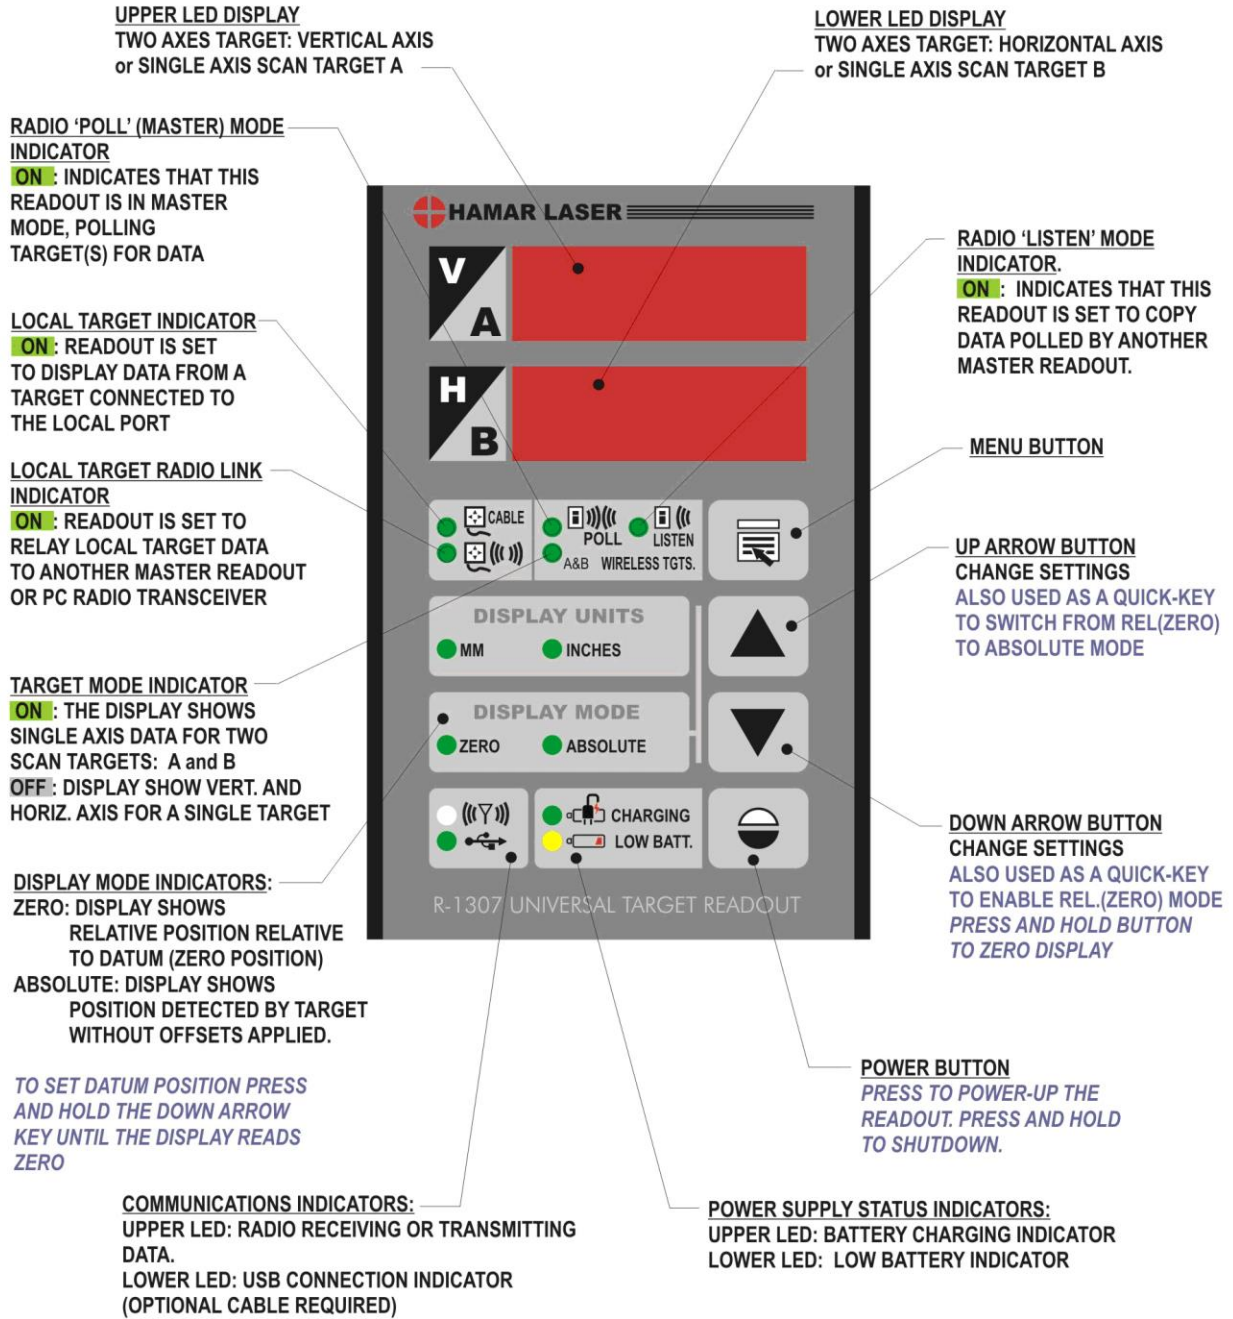 UPPER LED DISPLAY
TWO AXES TARGET: VERTICAL AXIS
or SINGLE AXIS SCAN TARGET A
LOWER LED DISPLAY
TWO AXES TARGET: HORIZONTAL AXIS
or SINGLE AXIS SCAN TARGET B
RADIO ‘POLL’ (MASTER) MODE
INDICATOR
ON : INDICATES THAT THIS
READOUT IS IN MASTER
MODE, POLLING
TARGET(S) FOR DATA
LOCAL TARGET INDICATOR
ON : READOUT IS SET
TO DISPLAY DATA FROM A
TARGET CONNECTED TO
THE LOCAL PORT
LOCAL TARGET RADIO LINK
INDICATOR
ON : READOUT IS SET TO
RELAY LOCAL TARGET DATA
TO ANOTHER MASTER READOUT
OR PC RADIO TRANSCEIVER
TARGET MODE INDICATOR
ON : THE DISPLAY SHOWS
SINGLE AXIS DATA FOR TWO
SCAN TARGETS: A and B
OFF : DISPLAY SHOW VERT. AND
HORIZ. AXIS FOR A SINGLE TARGET
DISPLAY MODE INDICATORS:
ZERO: DISPLAY SHOWS
RELATIVE POSITION RELATIVE
TO DATUM (ZERO POSITION)
ABSOLUTE: DISPLAY SHOWS
POSITION DETECTED BY TARGET
WITHOUT OFFSETS APPLIED.
TO SET DATUM POSITION PRESS
AND HOLD THE DOWN ARROW
KEY UNTIL THE DISPLAY READS
ZERO
HAMAR LASER
V
A
H
B
CABLE
POLL
LISTEN
A&B WIRELESS TGTS.
DISPLAY UNITS
MM INCHES
DISPLAY MODE
ZERO ABSOLUTE
CHARGING
LOW BATT.
R-1307 UNIVERSAL TARGET READOUT
RADIO ‘LISTEN’ MODE
INDICATOR.
ON : INDICATES THAT THIS
READOUT IS SET TO COPY
DATA POLLED BY ANOTHER
MASTER READOUT.
MENU BUTTON
UP ARROW BUTTON
CHANGE SETTINGS
ALSO USED AS A QUICK-KEY
TO SWITCH FROM REL(ZERO)
TO ABSOLUTE MODE
DOWN ARROW BUTTON
CHANGE SETTINGS
ALSO USED AS A QUICK-KEY
TO ENABLE REL.(ZERO) MODE
PRESS AND HOLD BUTTON
TO ZERO DISPLAY
POWER BUTTON
PRESS TO POWER-UP THE
READOUT. PRESS AND HOLD
TO SHUTDOWN.
COMMUNICATIONS INDICATORS:
UPPER LED: RADIO RECEIVING OR TRANSMITTING
DATA.
LOWER LED: USB CONNECTION INDICATOR
(OPTIONAL CABLE REQUIRED)
POWER SUPPLY STATUS INDICATORS:
UPPER LED: BATTERY CHARGING INDICATOR
LOWER LED: LOW BATTERY INDICATOR